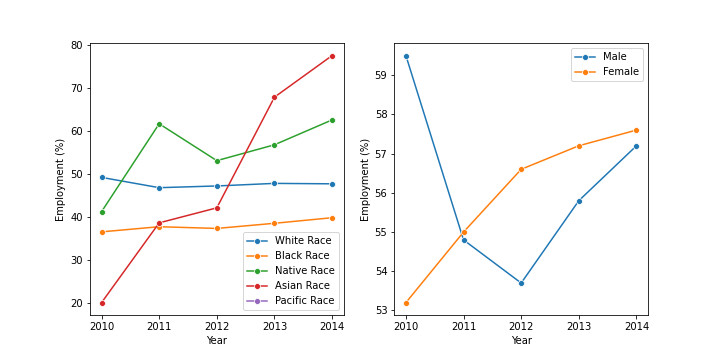 Employment (%)
80
70
60
50
40
30
20
2010 2011 2012 2013 2014
Year
White Race
Black Race
Native Race
Asian Race
Pacific Race
Employment (%)
59
58
57
56
55
54
53
2010 2011 2012 2013 2014
Year
Male
Female